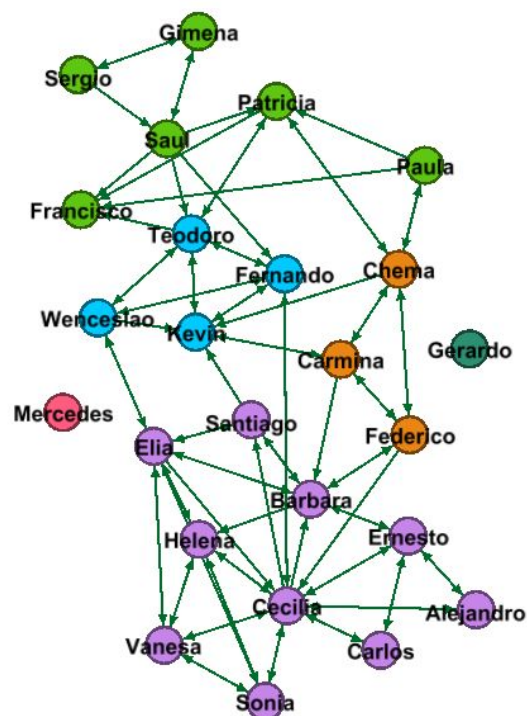 Gimena
Sergio
Patricia
Saul
Paula
Francisco
Teodoro
Fernando
Chema
Wenceslao
Kevin
Gerardo
Carmina
Mercedes
Santiago
Federico
Elia
Bárbara
Helena
Ernesto
Cecilia
Alejandro
Vanesa
Carlos
Sonia